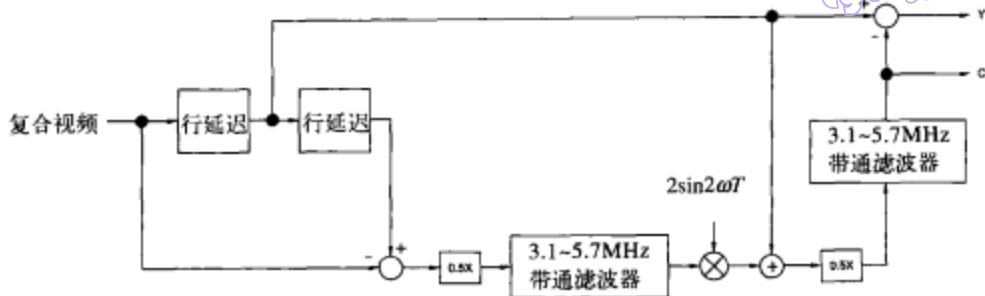 +
Y
-
C
复合视频
行延迟
行延迟
3.1~5.7MHz
带通滤波器
2sin2ωT
+
-
0.5X
3.1~5.7MHz
带通滤波器
+
0.5X